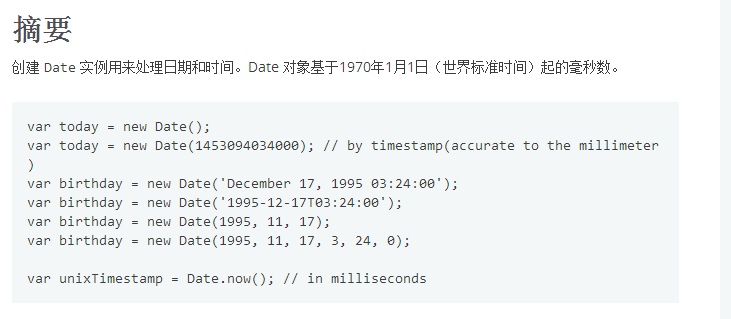 摘要
创建 Date 实例用来处理日期和时间。Date 对象基于1970年1月1日（世界标准时间）起的毫秒数。
var today = new Date();
var today = new Date(1453094034000); // by timestamp(accurate to the millimeter
)
var birthday = new Date('December 17, 1995 03:24:00');
var birthday = new Date('1995-12-17T03:24:00');
var birthday = new Date(1995, 11, 17);
var birthday = new Date(1995, 11, 17, 3, 24, 0);
var unixTimestamp = Date.now(); // in milliseconds